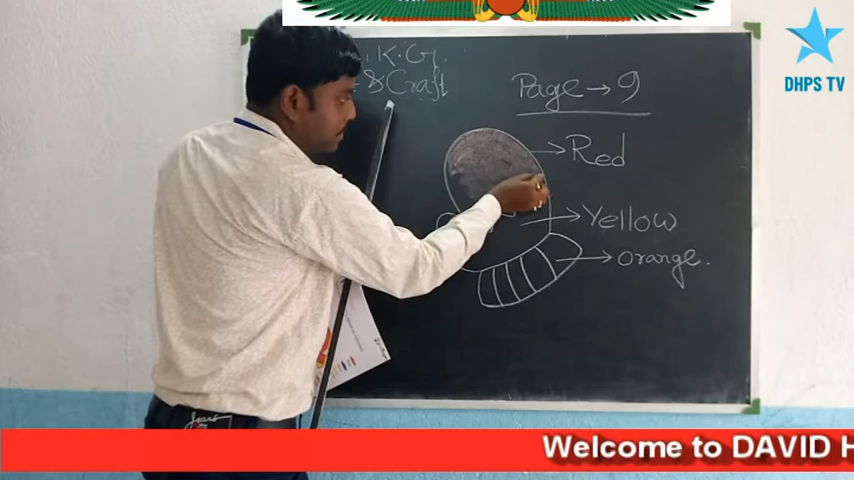 K.G.
& Craft
Page → 9
→ Red
→ Yellow
→ Orange.
DHPS TV
Welcome to DAVID H